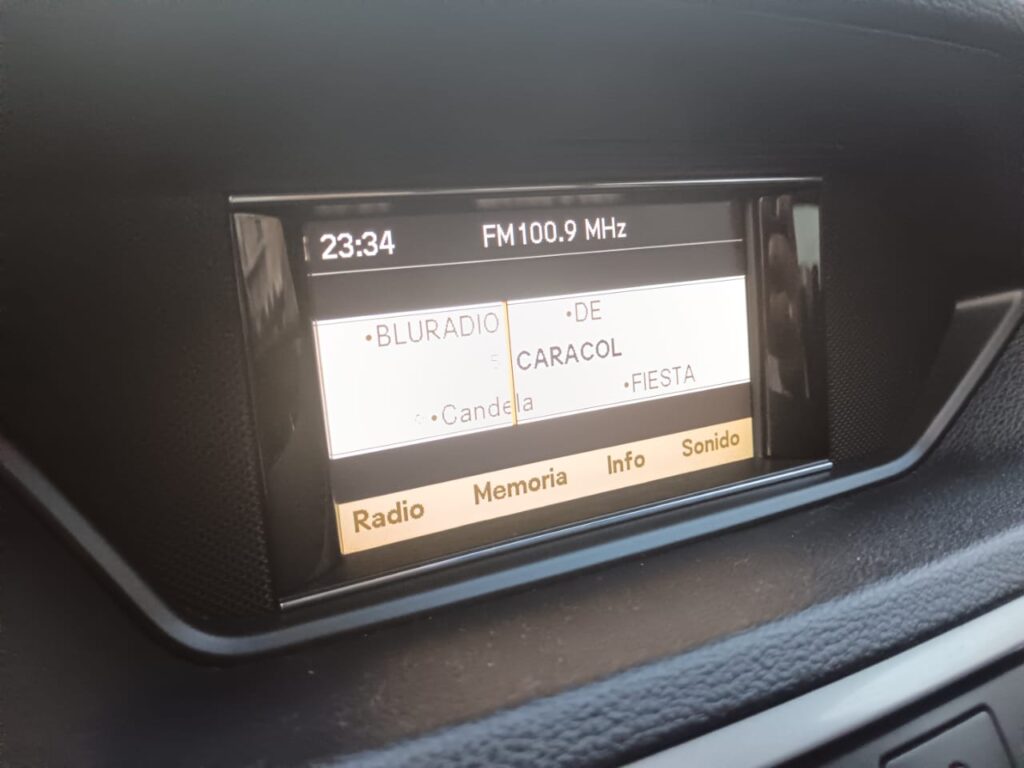 23:34 FM100.9 MHz
•BLURADIO •DE
CARACOL
•Candela •FIESTA
Radio Memoria Info Sonido